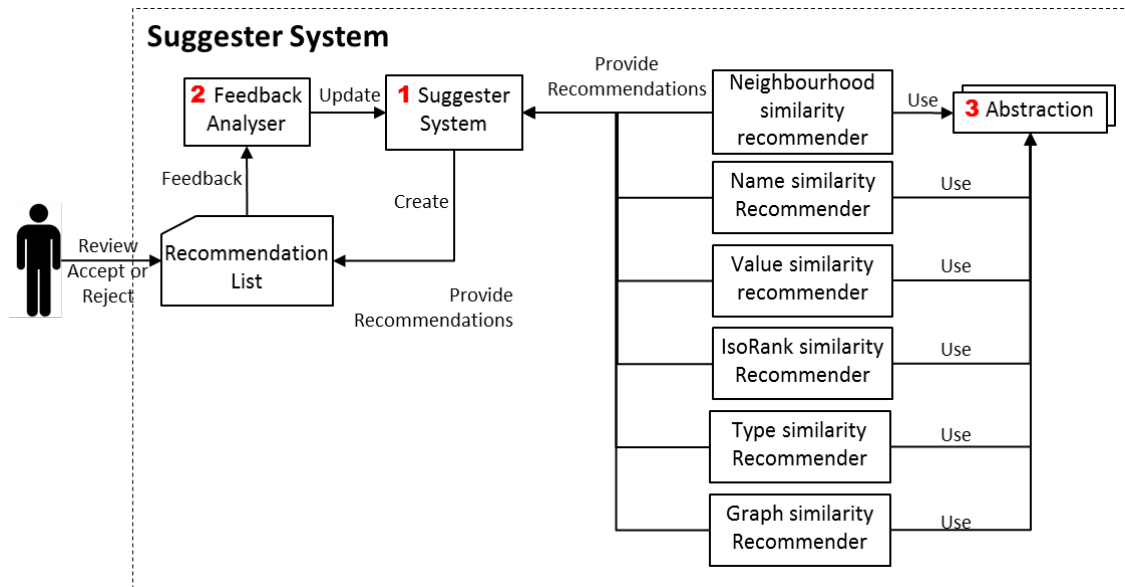 Suggester System
2 Feedback
Analyser
Update
1 Suggester
System
Provide
Recommendations
Neighbourhood
similarity
recommender
Use
3 Abstraction
Feedback
Create
Name similarity
Recommender
Use
Review
Accept or
Reject
Recommendation
List
Provide
Recommendations
Value similarity
recommender
Use
IsoRank similarity
Recommender
Use
Type similarity
Recommender
Use
Graph similarity
Recommender
Use